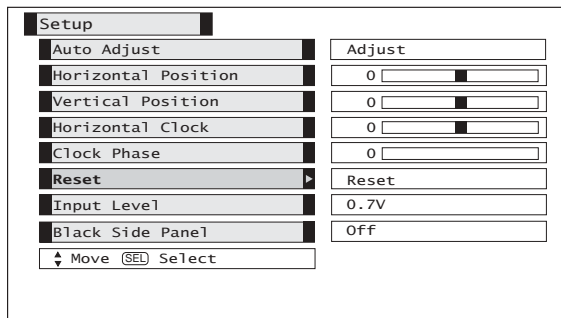 Setup
Auto Adjust Adjust
Horizontal Position 0
Vertical Position 0
Horizontal Clock 0
Clock Phase 0
Reset Reset
Input Level 0.7V
Black Side Panel Off
Move SEL Select